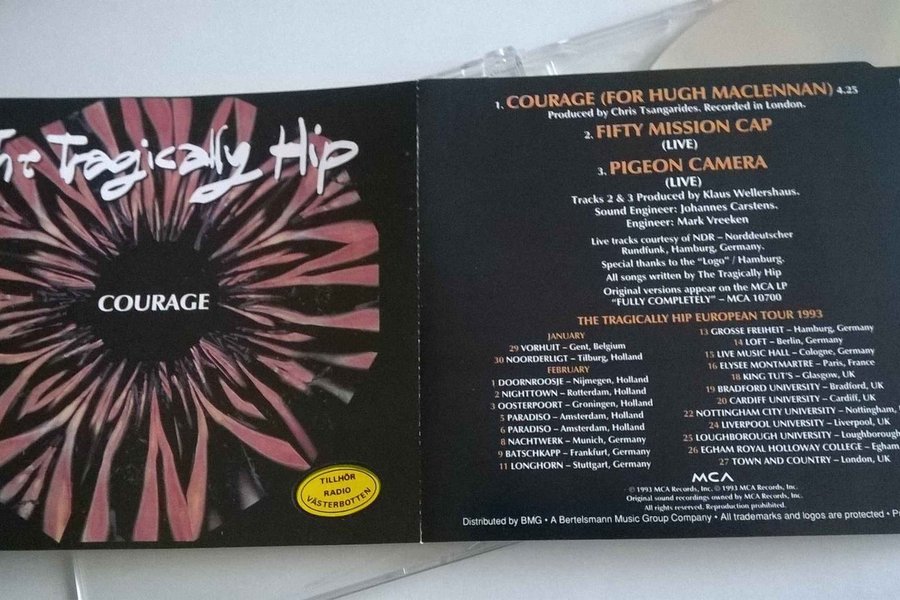 The Tragically Hip
COURAGE
TILLHÖR
RADIO
VÄSTERBOTTEN
1. COURAGE (FOR HUGH MACLENNAN) 4.25
Produced by Chris Tsangarides. Recorded in London.
2. FIFTY MISSION CAP
(LIVE)
3. PIGEON CAMERA
(LIVE)
Tracks 2 & 3 Produced by Klaus Wellershaus.
Sound Engineer: Johannes Carstens.
Engineer: Mark Vreeken
Live tracks courtesy of NDR – Norddeutscher
Rundfunk, Hamburg, Germany.
Special thanks to the "Logo" / Hamburg.
All songs written by The Tragically Hip
Original versions appear on the MCA LP
"FULLY COMPLETELY" – MCA 10700
THE TRAGICALLY HIP EUROPEAN TOUR 1993
JANUARY
29 VORHUIT – Gent, Belgium
30 NOORDERLIGT – Tilburg, Holland
FEBRUARY
1 DOORNROOSJE – Nijmegen, Holland
2 NIGHTTOWN – Rotterdam, Holland
3 OOSTERPOORT – Groningen, Holland
5 PARADISO – Amsterdam, Holland
6 PARADISO – Amsterdam, Holland
8 NACHTWERK – Munich, Germany
9 BATSCHKAPP – Frankfurt, Germany
11 LONGHORN – Stuttgart, Germany
13 GROSSE FREIHEIT – Hamburg, Germany
14 LOFT – Berlin, Germany
15 LIVE MUSIC HALL – Cologne, Germany
16 ELYSEE MONTMARTRE – Paris, France
18 KING TUT'S – Glasgow, UK
19 BRADFORD UNIVERSITY – Bradford, UK
20 CARDIFF UNIVERSITY – Cardiff, UK
22 NOTTINGHAM CITY UNIVERSITY – Nottingham,
24 LIVERPOOL UNIVERSITY – Liverpool, UK
25 LOUGHBOROUGH UNIVERSITY – Loughborough
26 EGHAM ROYAL HOLLOWAY COLLEGE – Egham
27 TOWN AND COUNTRY – London, UK
MCA
℗ 1993 MCA Records, Inc. © 1993 MCA Records, Inc.
Original sound recordings owned by MCA Records, Inc.
All rights reserved. Reproduction prohibited.
Distributed by BMG • A Bertelsmann Music Group Company • All trademarks and logos are protected •